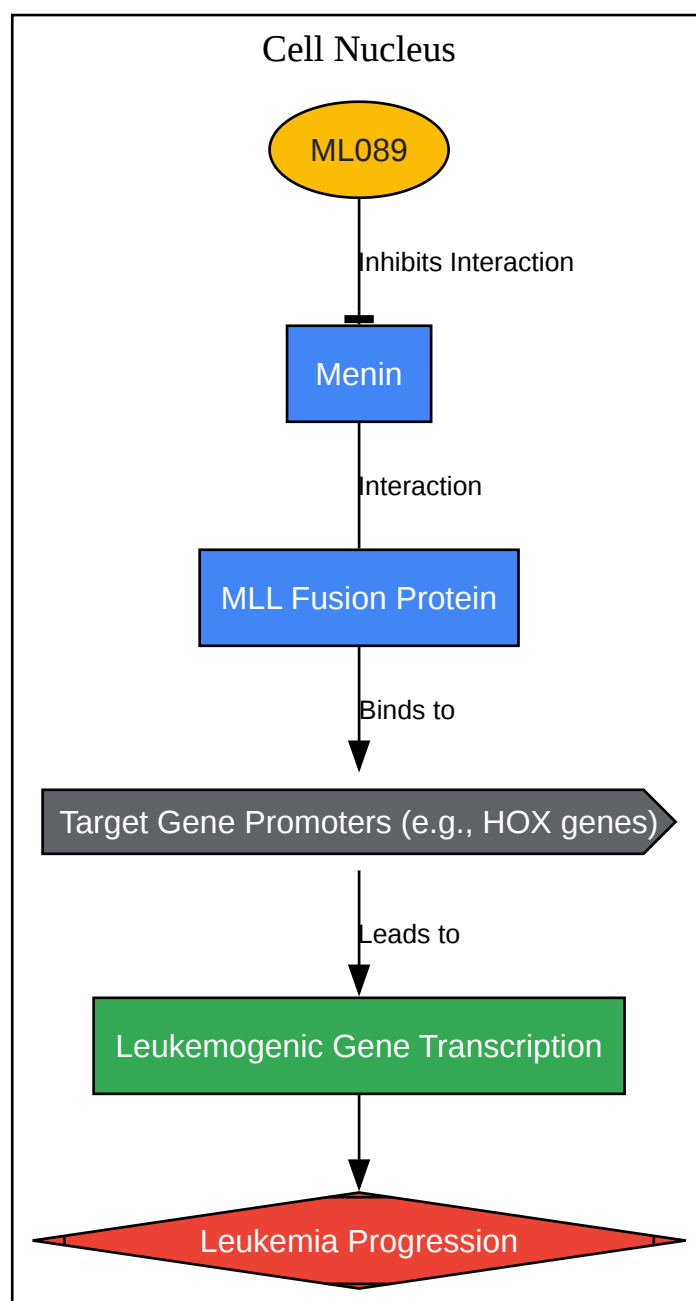 Cell Nucleus
ML089
Inhibits Interaction
Menin
Interaction
MLL Fusion Protein
Binds to
Target Gene Promoters (e.g., HOX genes)
Leads to
Leukemogenic Gene Transcription
Leukemia Progression